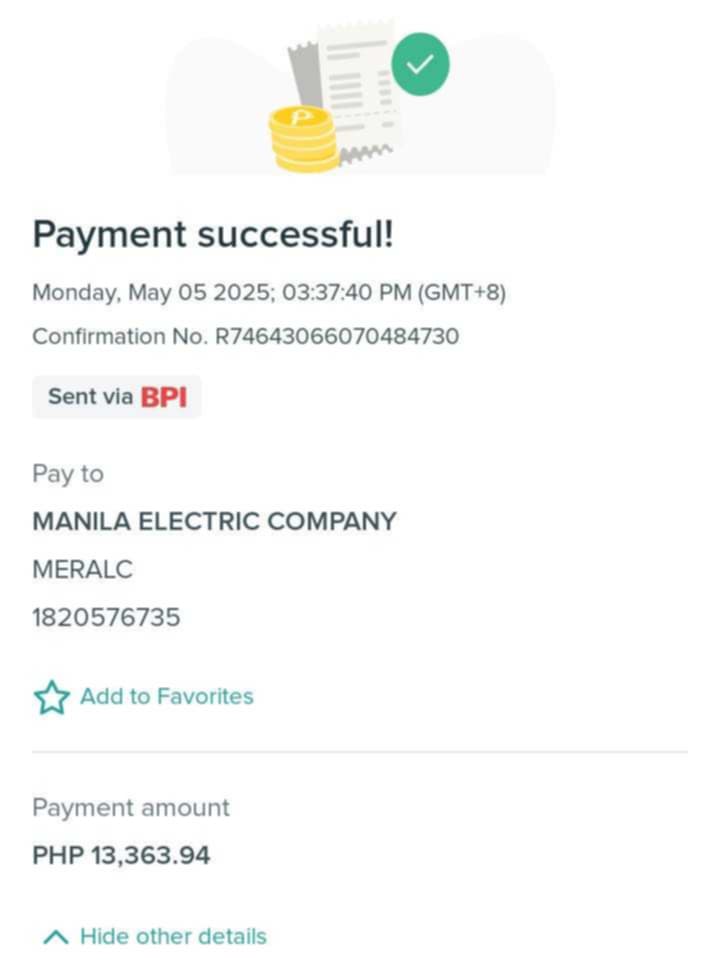 Payment successful!
Monday, May 05 2025; 03:37:40 PM (GMT+8)
Confirmation No. R74643066070484730
Sent via BPI
Pay to
MANILA ELECTRIC COMPANY
MERALC
1820576735
Add to Favorites
Payment amount
PHP 13,363.94
Hide other details